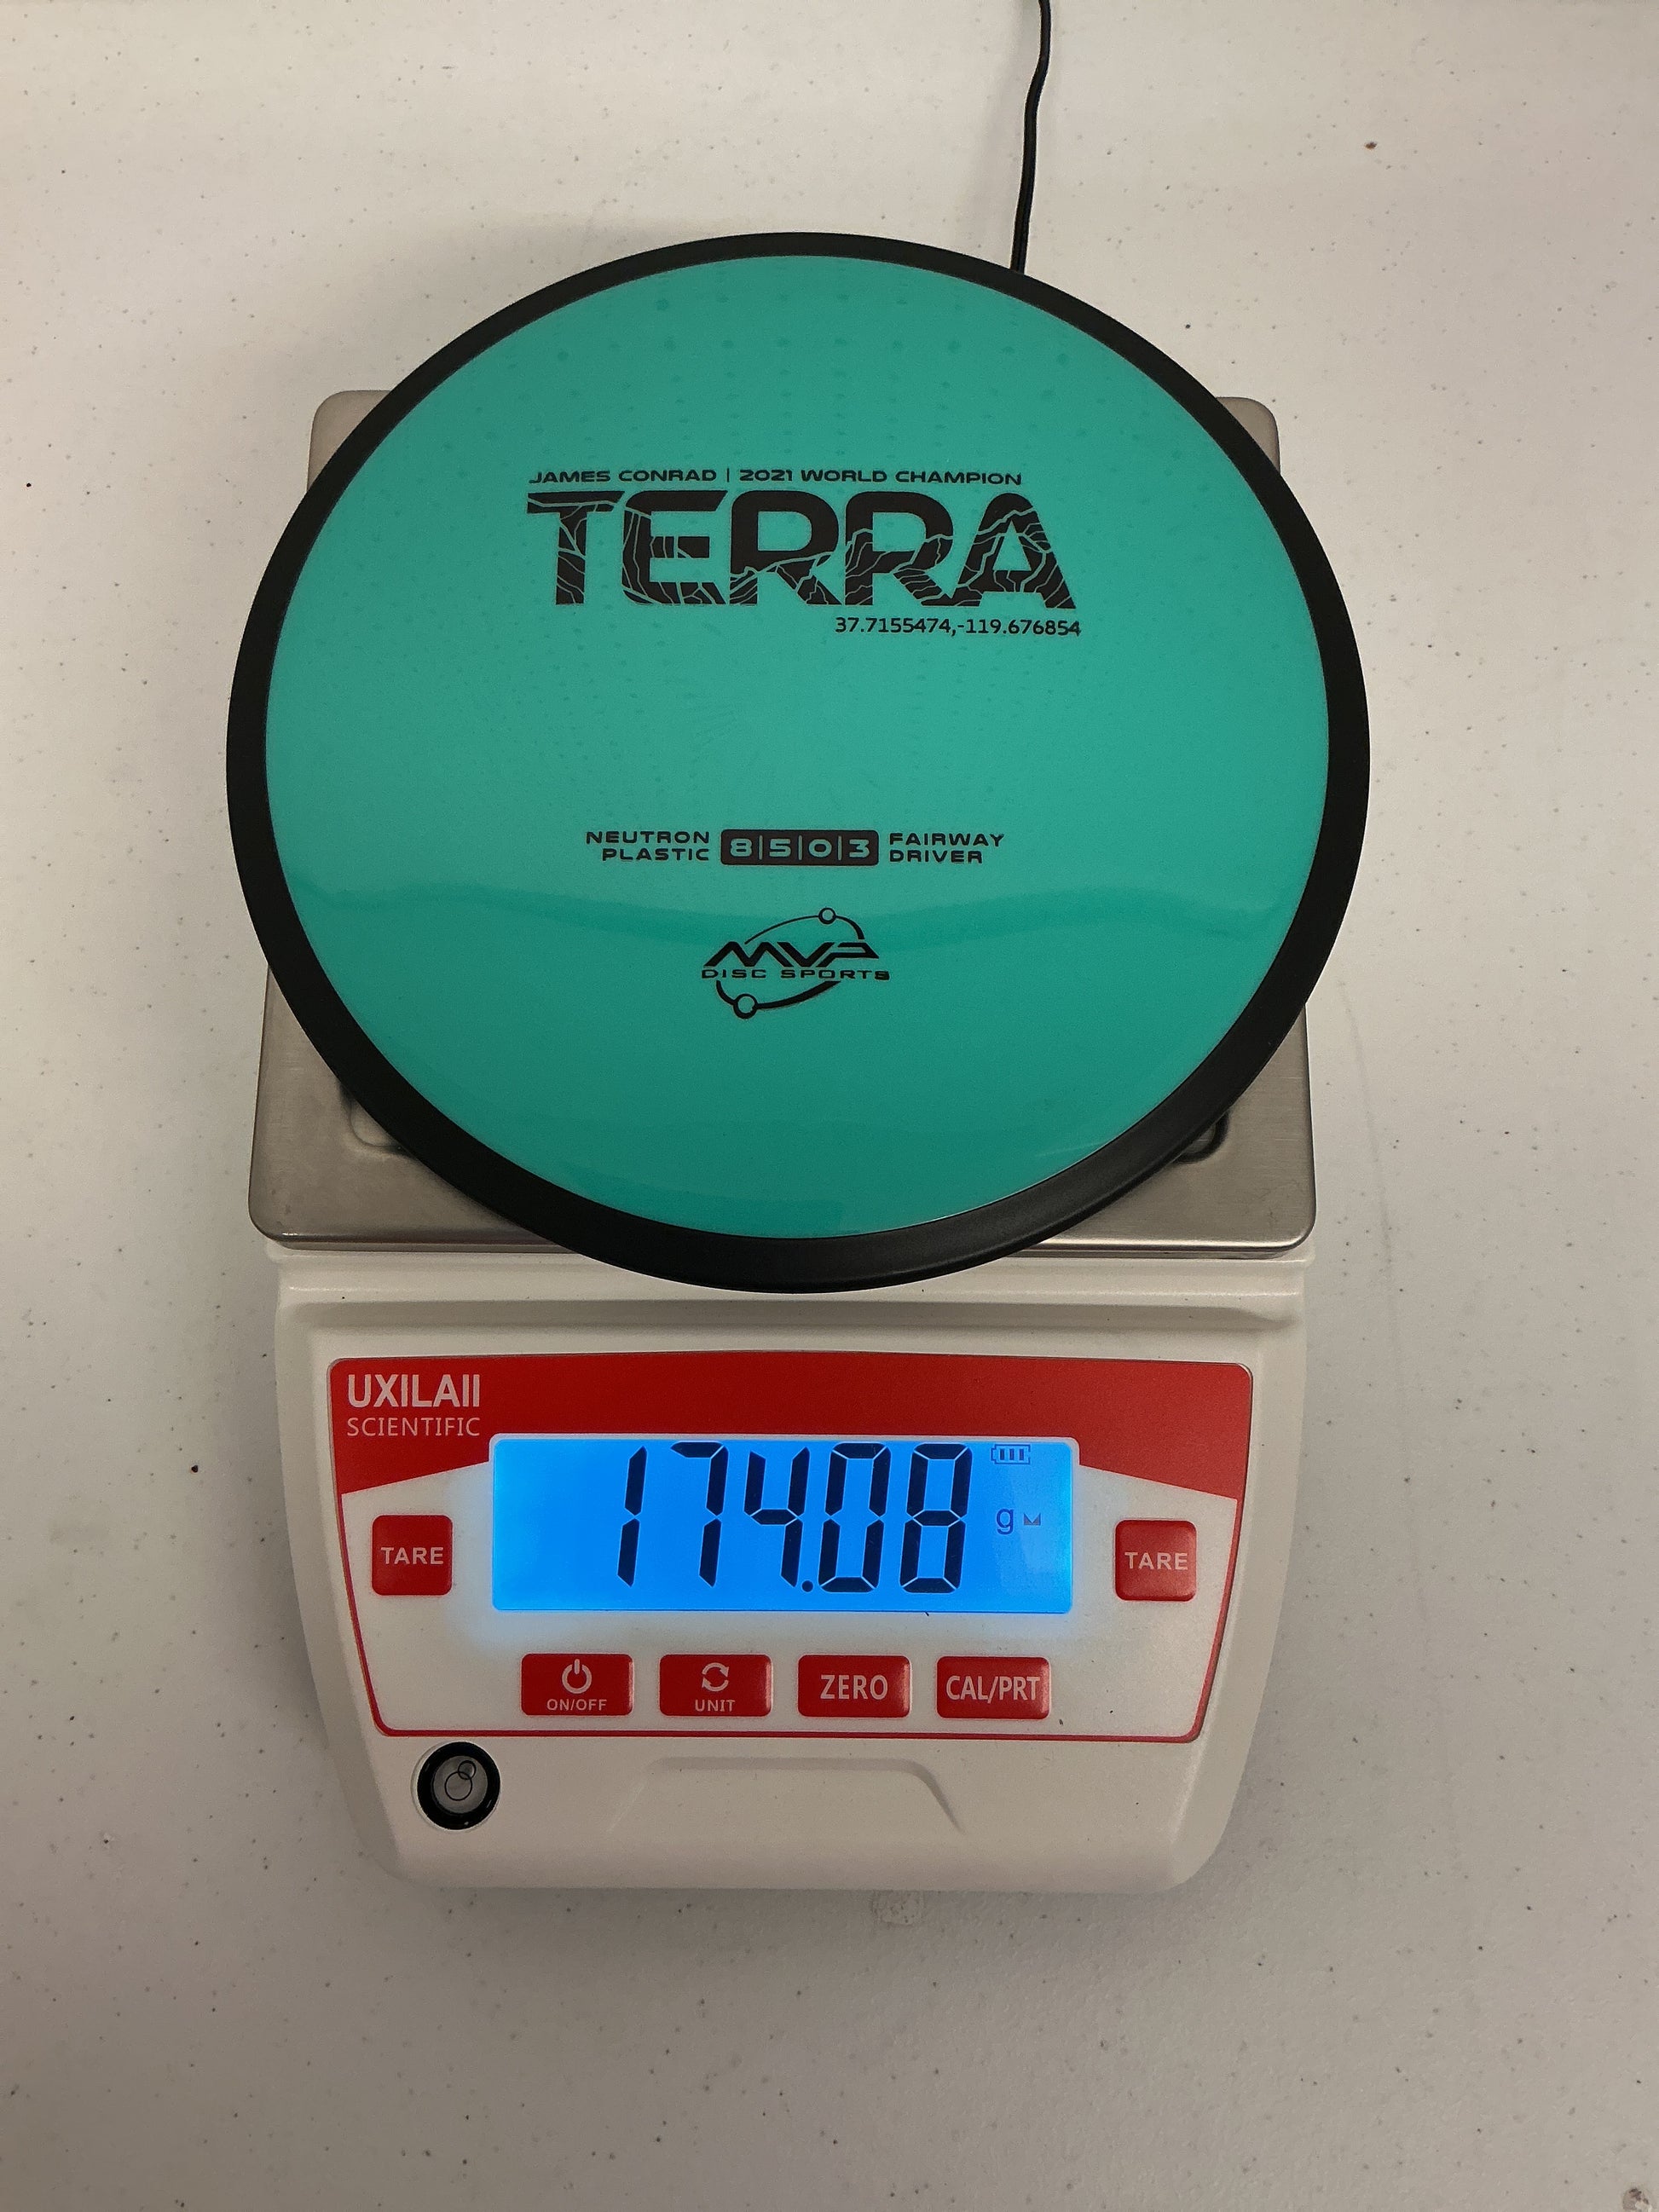 JAMES CONRAD | 2021 WORLD CHAMPION
TERRA
37.7155474,-119.676854
NEUTRON PLASTIC 8|5|0|3 FAIRWAY DRIVER
MVP
DISC SPORTS
UXILAII
SCIENTIFIC
174.08 g
TARE
TARE
ON/OFF
UNIT
ZERO
CAL/PRT